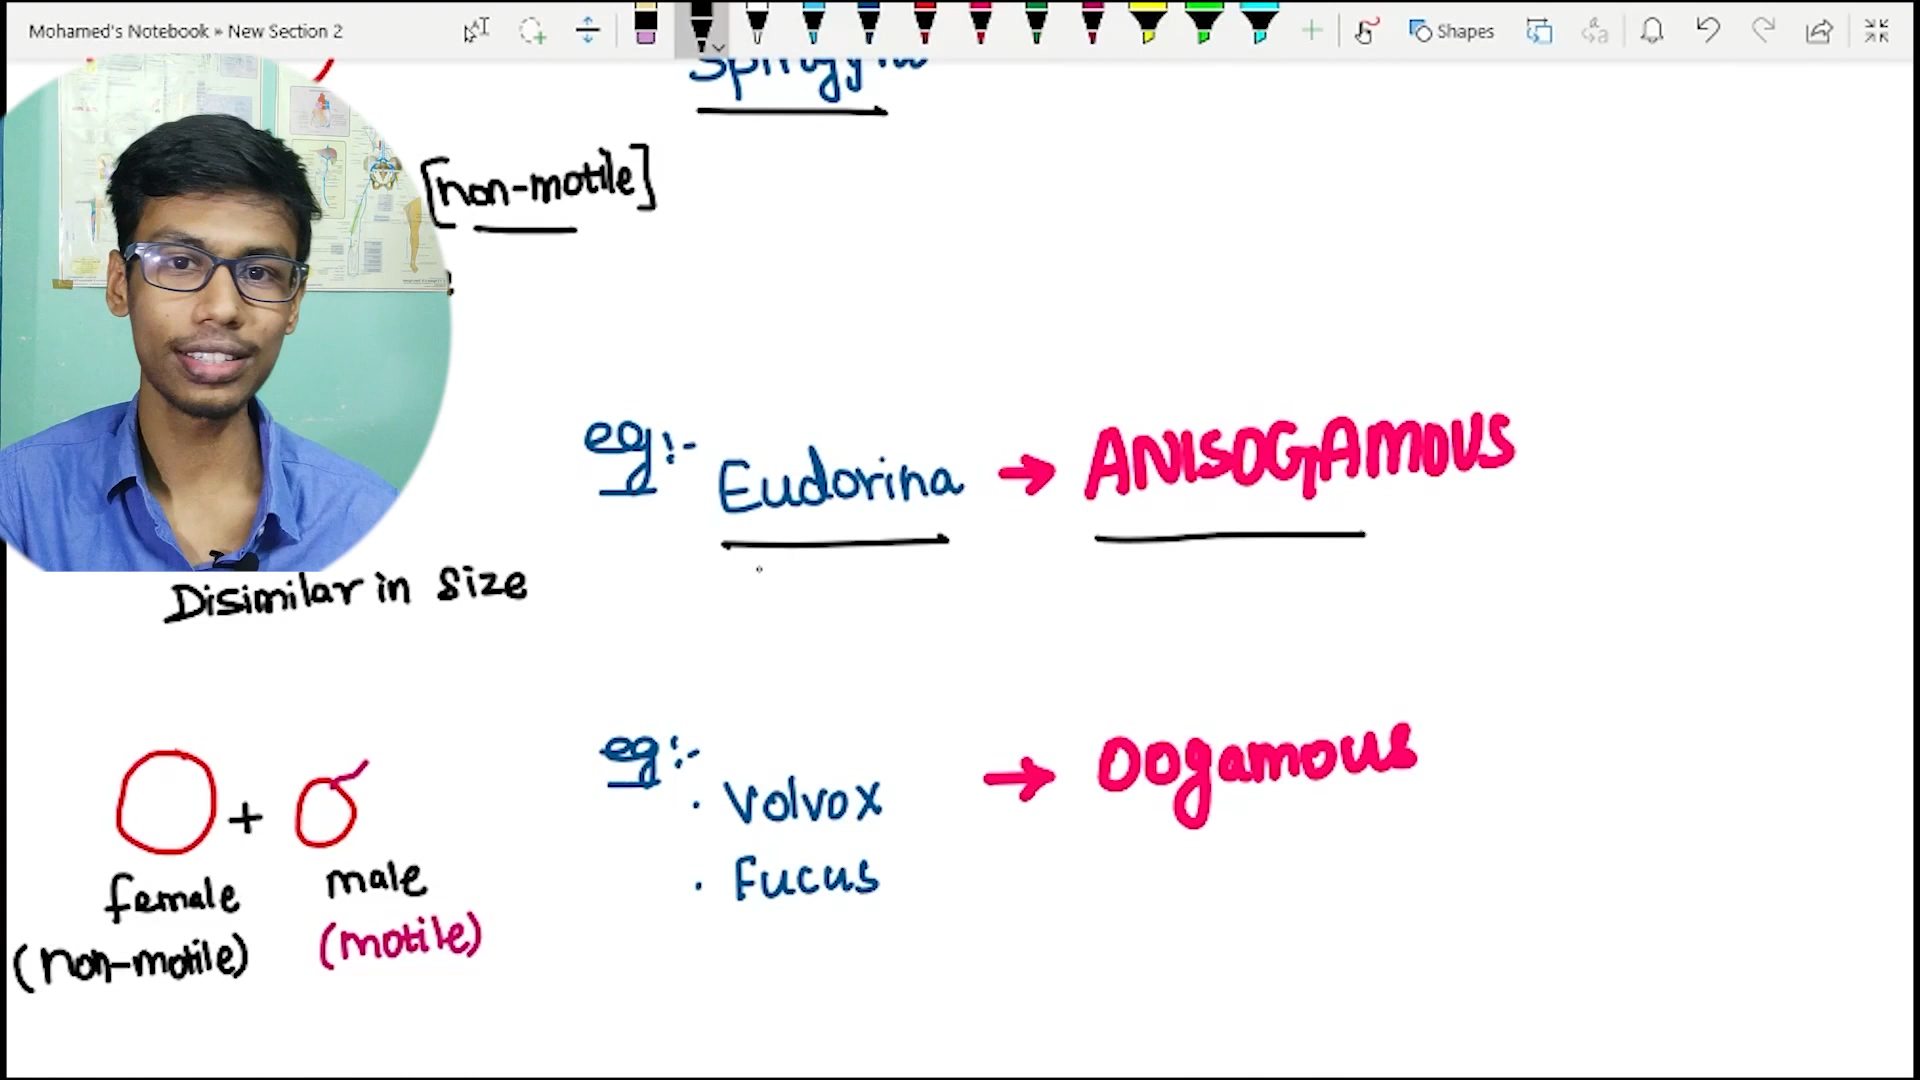 Mohamed's Notebook » New Section 2
Shapes
[non-motile]
eg:-
Eudorina → ANISOGAMOUS
Disimilar in Size
eg:-
· Volvox → Oogamous
· Fucus
+
female male
(non-motile) (motile)